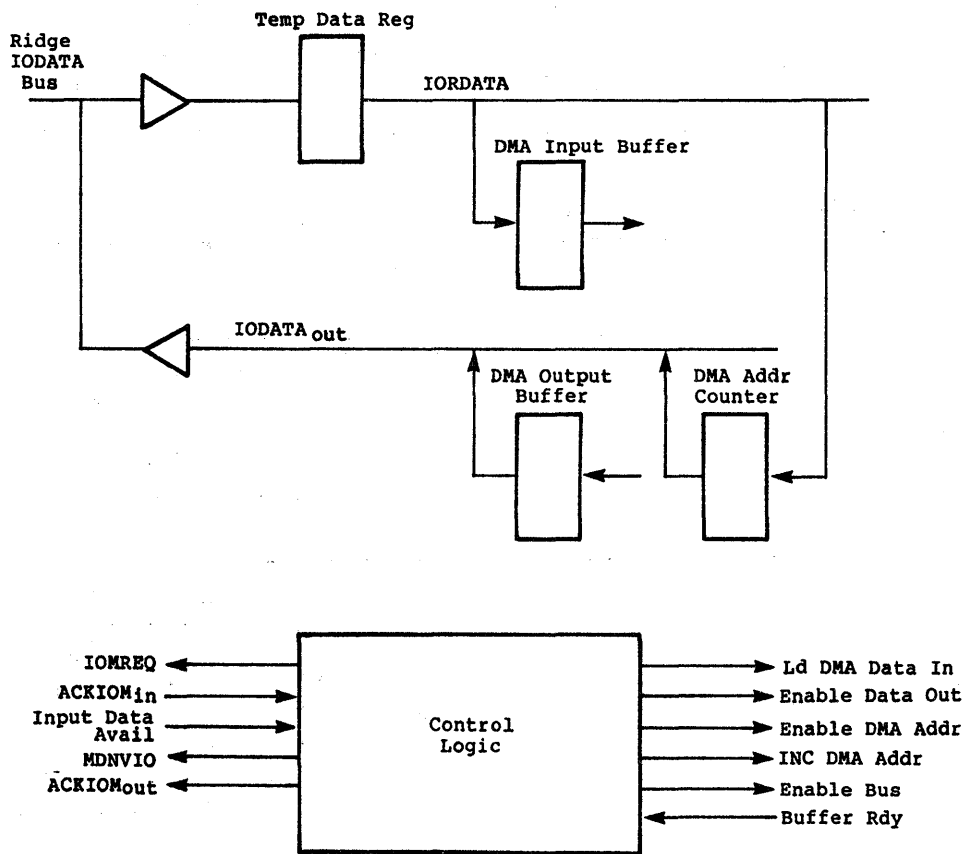 Temp Data Reg
Ridge
IODATA
Bus
IORDATA
DMA Input Buffer
IODATAout
DMA Output
Buffer
DMA Addr
Counter
IOMREQ
ACKIOMin
Input Data
Avail
MDNVIO
ACKIOMout
Control
Logic
Ld DMA Data In
Enable Data Out
Enable DMA Addr
INC DMA Addr
Enable Bus
Buffer Rdy